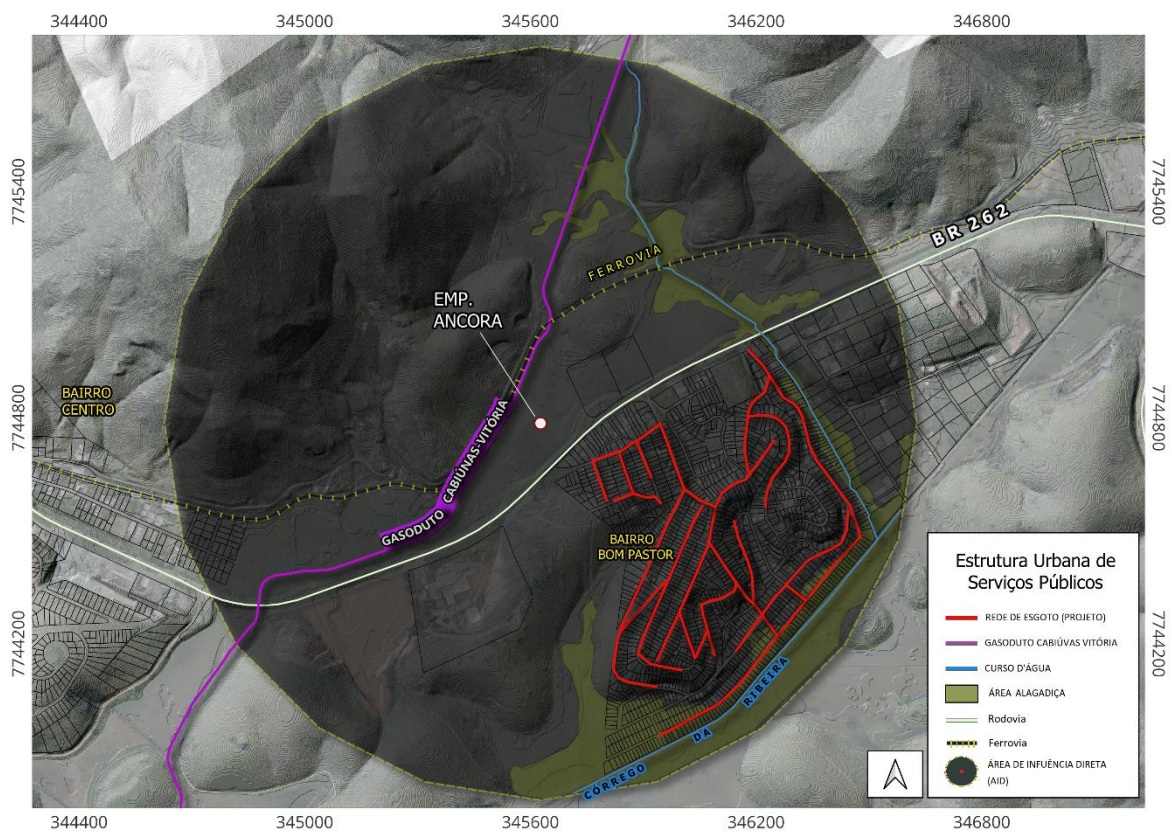 344400 345000 345600 346200 346800
7745400
7745400
BR 262
FERROVIA
EMP.
ANCORA
BAIRRO
CENTRO
7744800
7744800
GASODUTO CABIÚNAS-VITÓRIA
BAIRRO
BOM PASTOR
7744200
7744200
CÓRREGO DA RIBEIRA
Estrutura Urbana de
Serviços Públicos
REDE DE ESGOTO (PROJETO)
GASODUTO CABIÚVAS VITÓRIA
CURSO D'ÁGUA
ÁREA ALAGADIÇA
Rodovia
Ferrovia
ÁREA DE INFUÊNCIA DIRETA
(AID)
344400 345000 345600 346200 346800